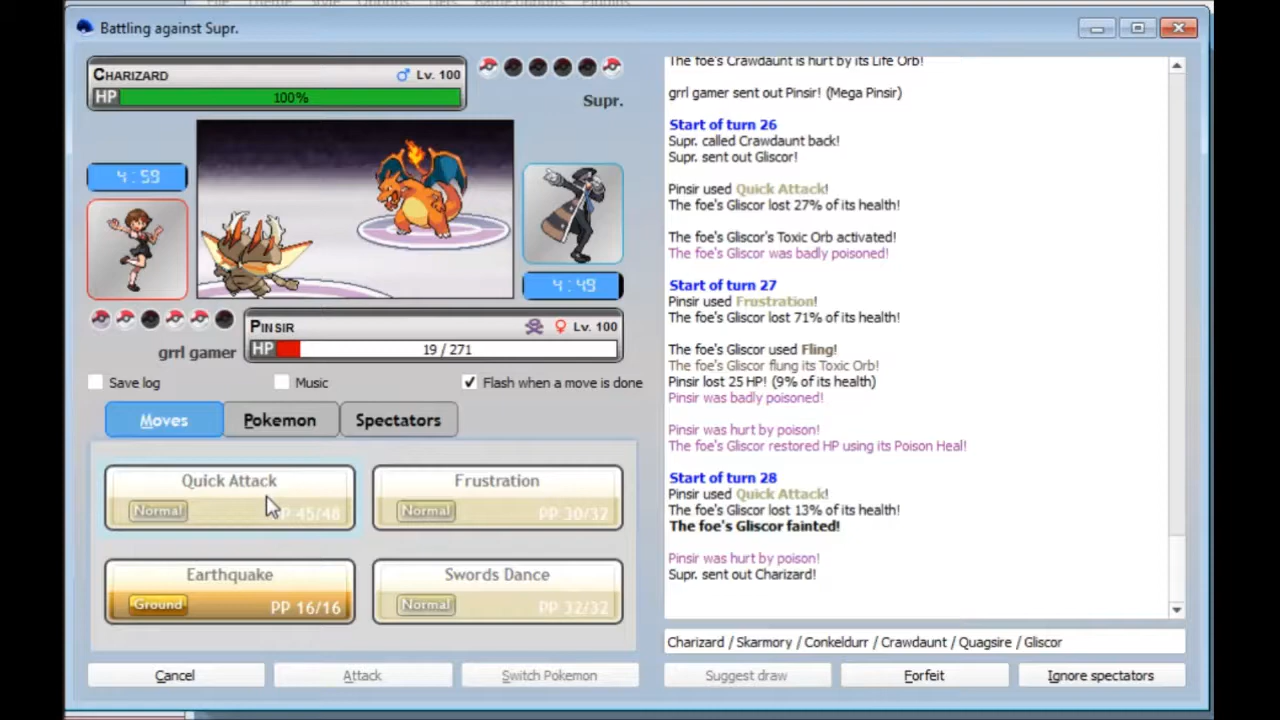 Battling against Supr.
CHARIZARD ♂ Lv. 100
HP 100%
Supr.
4:59
4:49
PINSIR ♀ Lv. 100
HP 19 / 271
grrl gamer
Save log
Music
Flash when a move is done
Moves
Pokemon
Spectators
Quick Attack
Normal PP 45/48
Frustration
Normal PP 30/32
Earthquake
Ground PP 16/16
Swords Dance
Normal PP 32/32
Cancel
Attack
Switch Pokemon
The foe's Crawdaunt is hurt by its Life Orb!
grrl gamer sent out Pinsir! (Mega Pinsir)
Start of turn 26
Supr. called Crawdaunt back!
Supr. sent out Gliscor!
Pinsir used Quick Attack!
The foe's Gliscor lost 27% of its health!
The foe's Gliscor's Toxic Orb activated!
The foe's Gliscor was badly poisoned!
Start of turn 27
Pinsir used Frustration!
The foe's Gliscor lost 71% of its health!
The foe's Gliscor used Fling!
The foe's Gliscor flung its Toxic Orb!
Pinsir lost 25 HP! (9% of its health)
Pinsir was badly poisoned!
Pinsir was hurt by poison!
The foe's Gliscor restored HP using its Poison Heal!
Start of turn 28
Pinsir used Quick Attack!
The foe's Gliscor lost 13% of its health!
The foe's Gliscor fainted!
Pinsir was hurt by poison!
Supr. sent out Charizard!
Charizard / Skarmory / Conkeldurr / Crawdaunt / Quagsire / Gliscor
Suggest draw
Forfeit
Ignore spectators